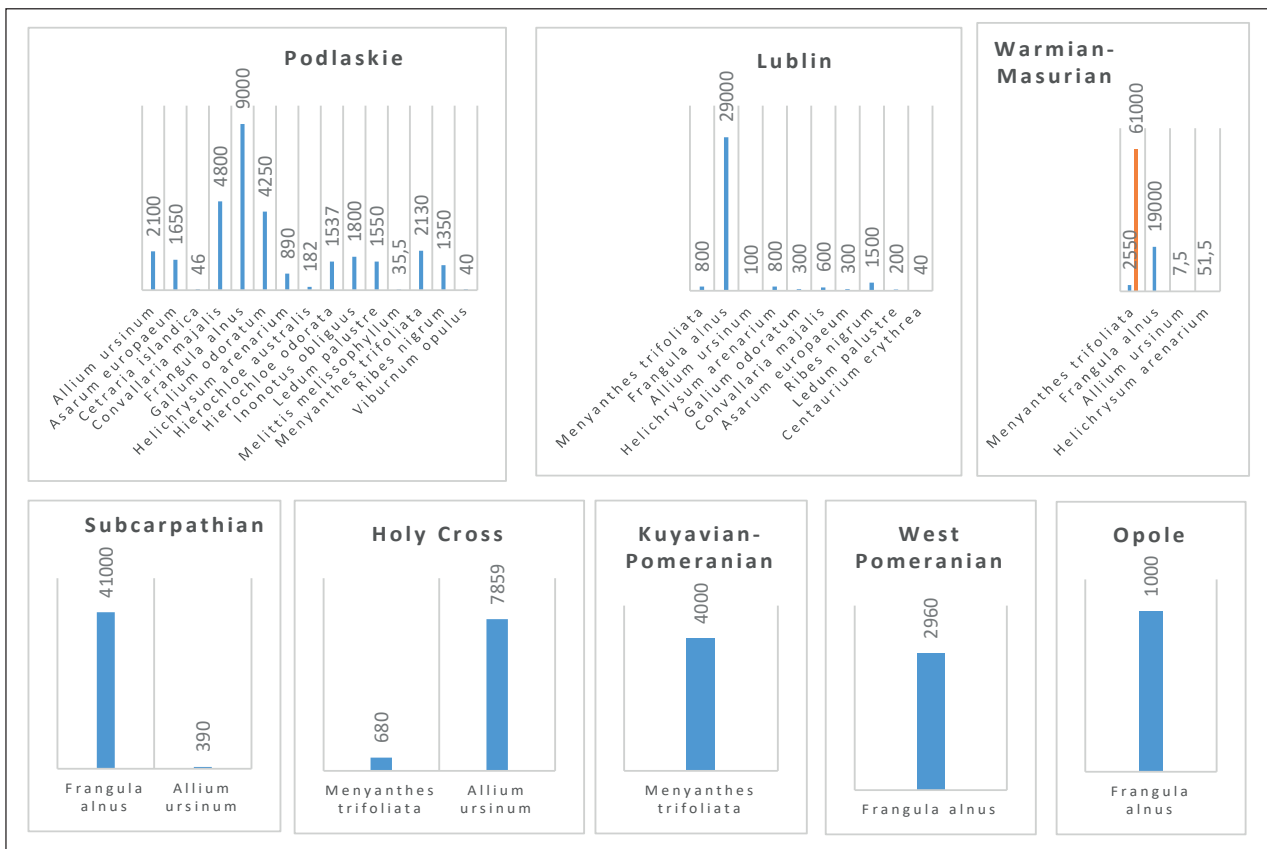 Podlaskie
2100
1650
46
4800
9000
4250
890
182
1537
1800
1550
35,5
2130
1350
40
Allium ursinum
Asarum europaeum
Cetraria islandica
Convallaria majalis
Frangula alnus
Galium odoratum
Helichrysum arenarium
Hierochloe australis
Hierochloe odorata
Inonotus obliguus
Ledum palustre
Melittis melissophyllum
Menyanthes trifoliata
Ribes nigrum
Viburnum opulus
Lublin
800
29000
100
800
300
600
300
1500
200
40
Menyanthes trifoliata
Frangula alnus
Allium ursinum
Helichrysum arenarium
Galium odoratum
Convallaria majalis
Asarum europaeum
Ribes nigrum
Ledum palustre
Centaurium erythrea
Warmian-
Masurian
2550
61000
19000
7,5
51,5
Menyanthes trifoliata
Frangula alnus
Allium ursinum
Helichrysum arenarium
Subcarpathian
41000
390
Frangula
alnus
Allium
ursinum
Holy Cross
680
7859
Menyanthes
trifoliata
Allium
ursinum
Kuyavian-
Pomeranian
4000
Menyanthes
trifoliata
West
Pomeranian
2960
Frangula alnus
Opole
1000
Frangula
alnus